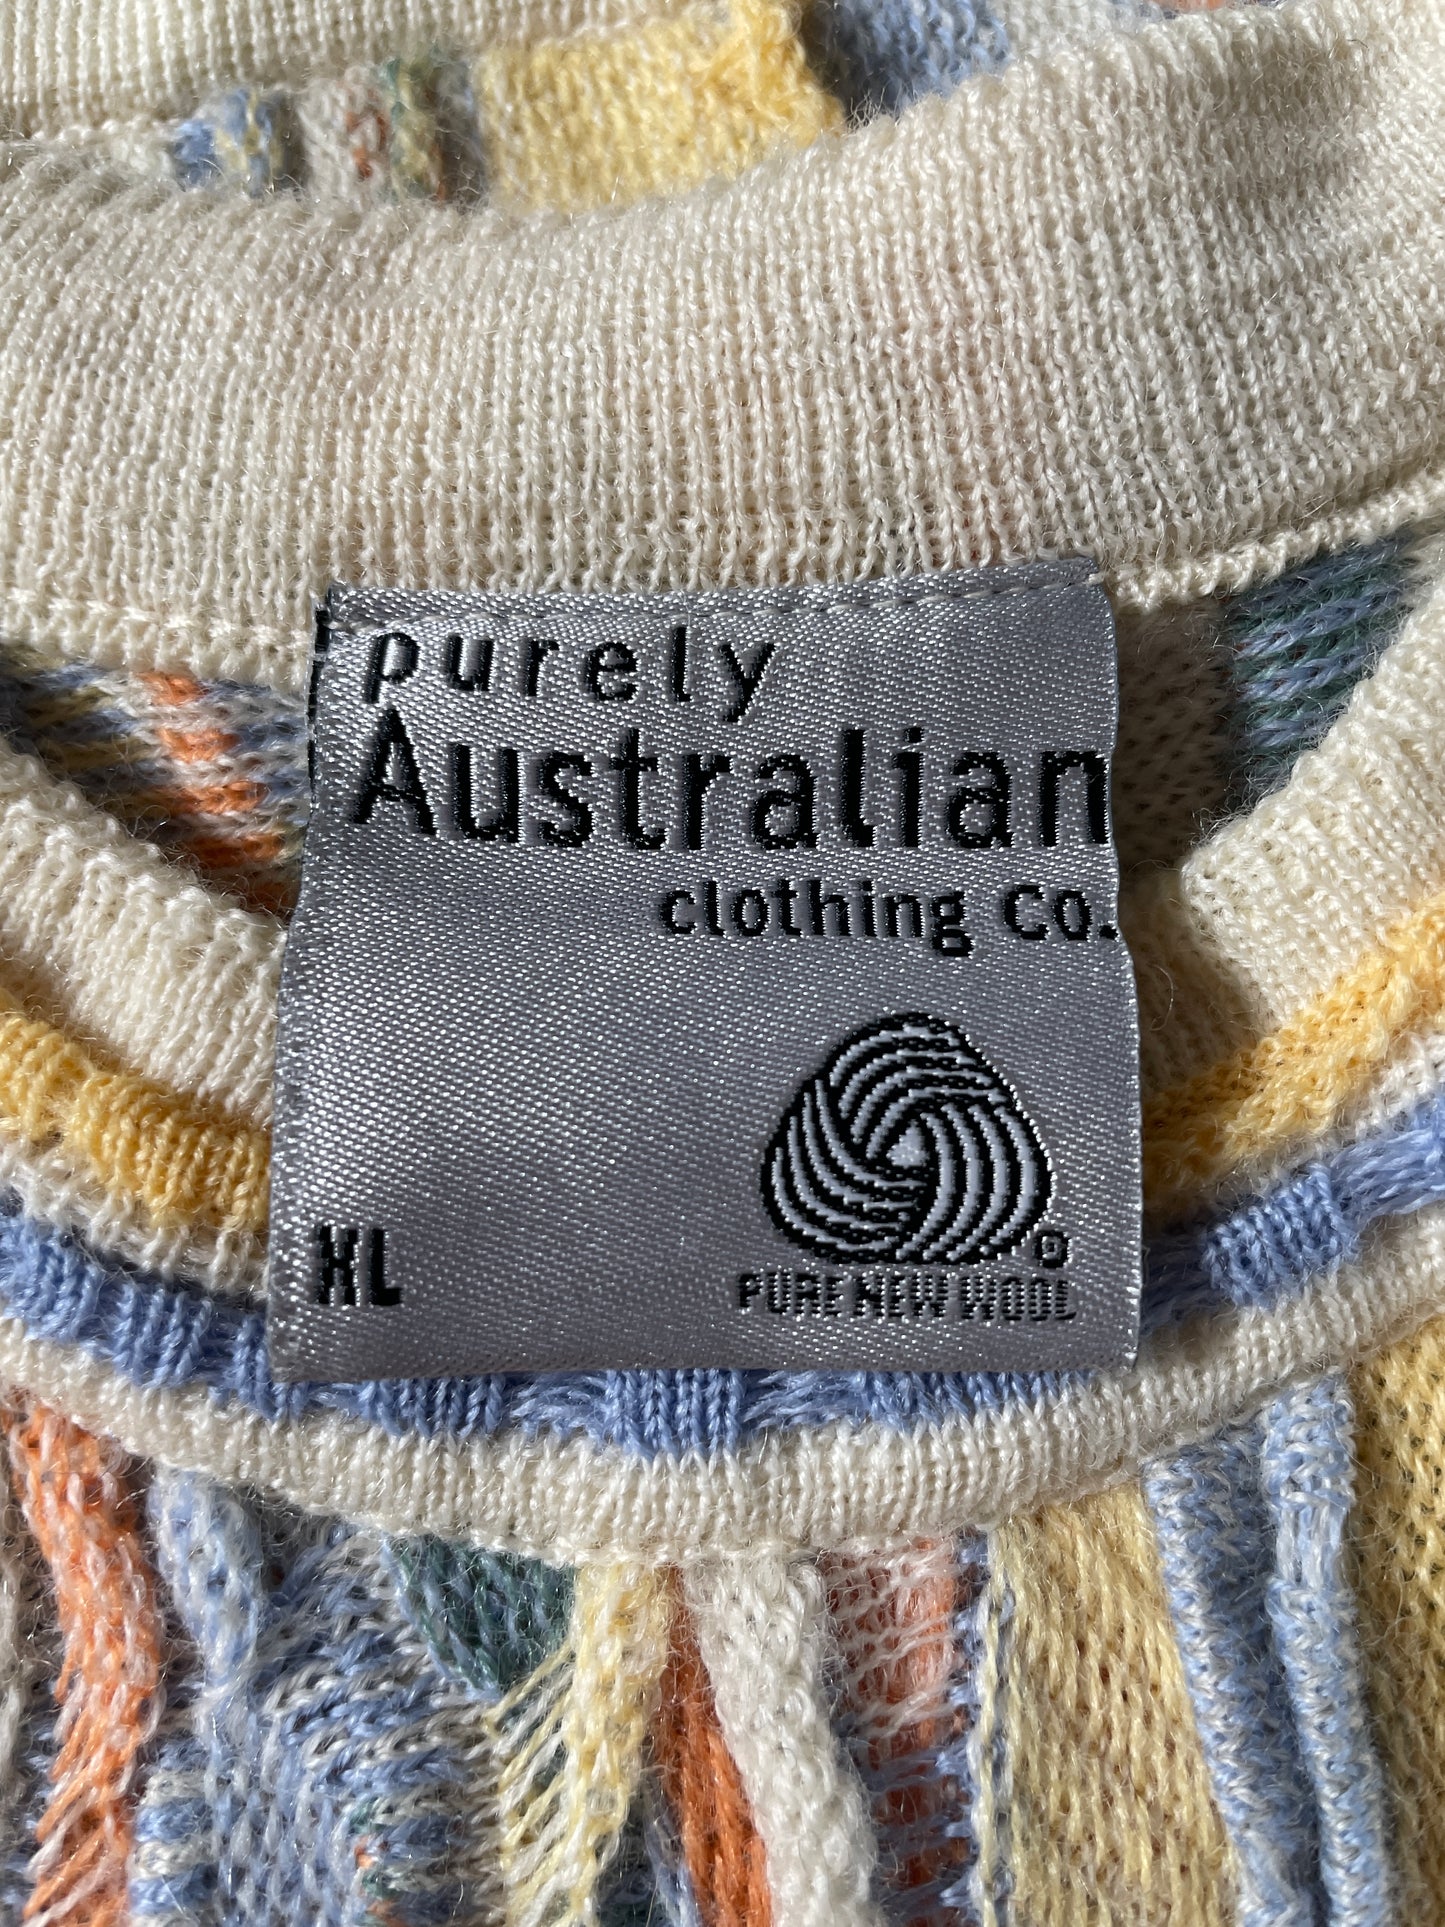 purely
Australian
clothing Co.
®
XL
PURE NEW WOOL